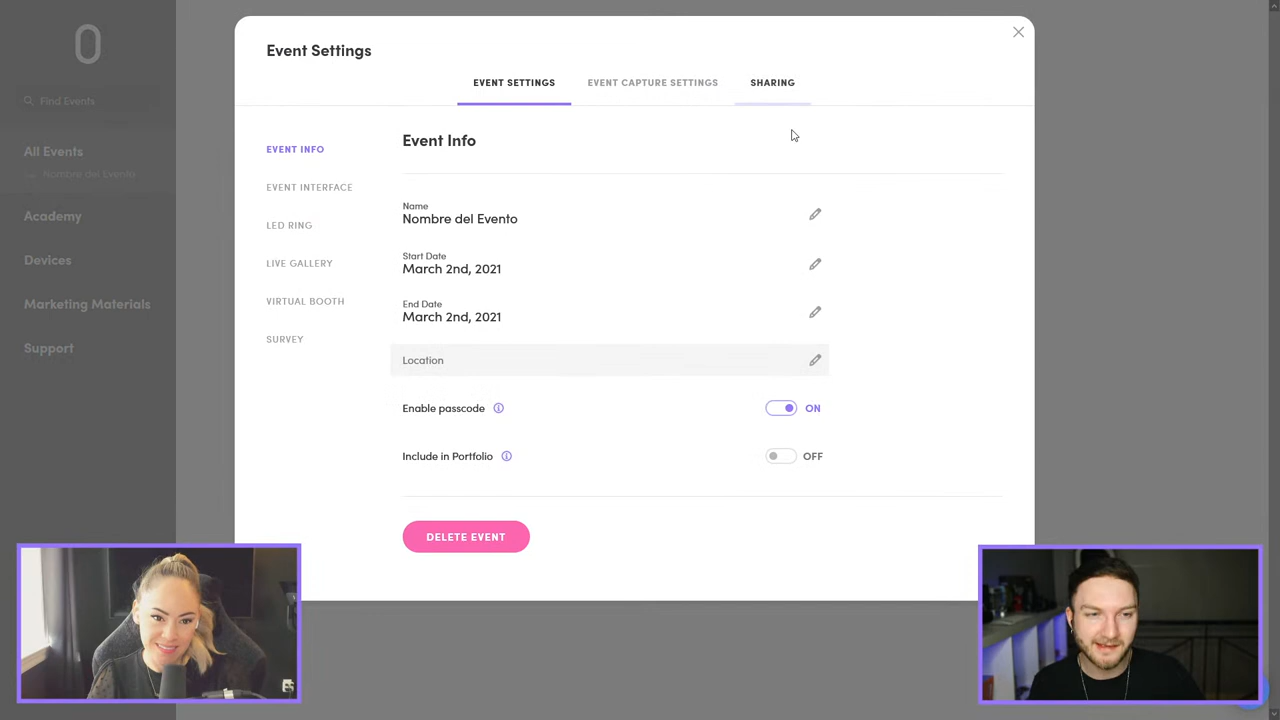 Event Settings
EVENT SETTINGS
EVENT CAPTURE SETTINGS
SHARING
Find Events
All Events
Nombre del Evento
Academy
Devices
Marketing Materials
Support
EVENT INFO
EVENT INTERFACE
LED RING
LIVE GALLERY
VIRTUAL BOOTH
SURVEY
Event Info
Name
Nombre del Evento
Start Date
March 2nd, 2021
End Date
March 2nd, 2021
Location
Enable passcode
ON
Include in Portfolio
OFF
DELETE EVENT